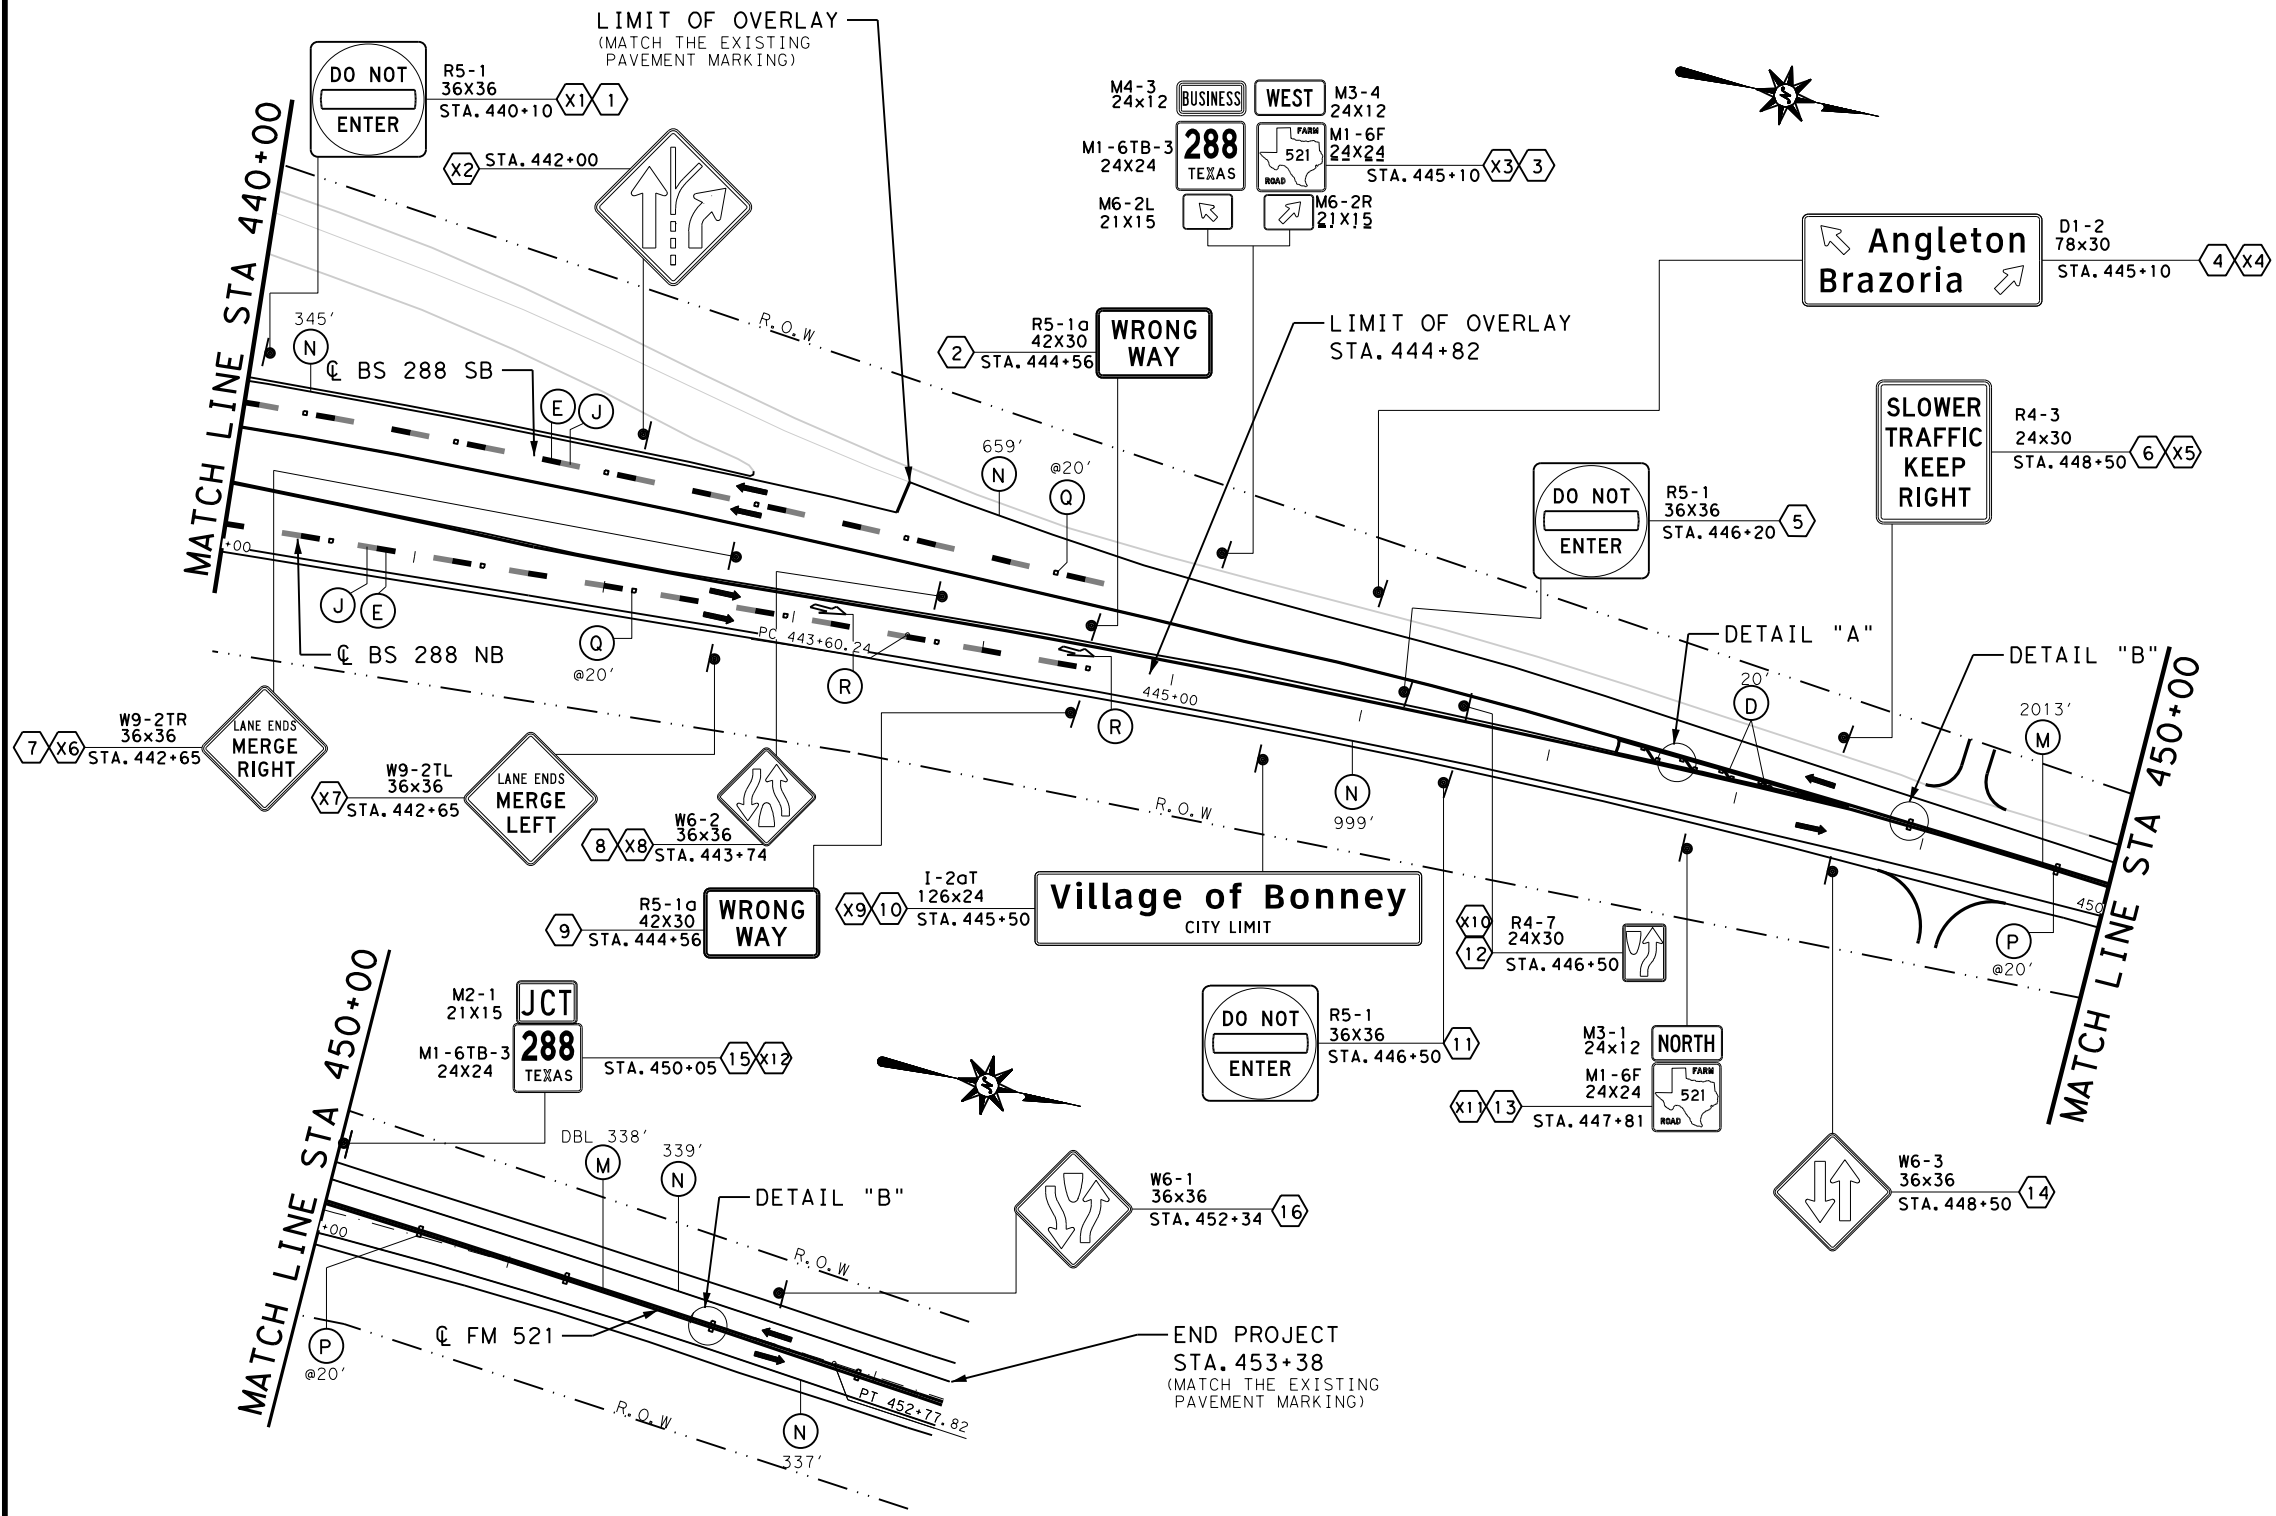 LIMIT OF OVERLAY
(MATCH THE EXISTING
PAVEMENT MARKING)
DO NOT
ENTER
R5-1
36X36
STA. 440+10
X1
1
X2
STA. 442+00
MATCH LINE STA 440+00
M4-3
24x12
BUSINESS
WEST
M3-4
24X12
M1-6TB-3
24X24
288
TEXAS
FARM
521
ROAD
M1-6F
24X24
STA. 445+10
X3
3
M6-2L
21X15
M6-2R
21X15
Angleton
Brazoria
D1-2
78x30
STA. 445+10
4
X4
R.O.W
345'
N
℄ BS 288 SB
E
J
2
R5-1a
42X30
STA. 444+56
WRONG
WAY
LIMIT OF OVERLAY
STA. 444+82
659'
N
@20'
Q
DO NOT
ENTER
R5-1
36X36
STA. 446+20
5
SLOWER
TRAFFIC
KEEP
RIGHT
R4-3
24x30
STA. 448+50
6
X5
+00
J
E
℄ BS 288 NB
Q
@20'
PC 443+60.24
R
R
445+00
DETAIL "A"
20'
D
DETAIL "B"
2013'
M
MATCH LINE STA 450+00
7
X6
W9-2TR
36x36
STA. 442+65
LANE ENDS
MERGE
RIGHT
X7
W9-2TL
36x36
STA. 442+65
LANE ENDS
MERGE
LEFT
8
X8
W6-2
36x36
STA. 443+74
N
999'
R.O.W
9
R5-1a
42X30
STA. 444+56
WRONG
WAY
X9
10
I-2aT
126x24
STA. 445+50
Village of Bonney
CITY LIMIT
X10
12
R4-7
24X30
STA. 446+50
450
P
@20'
DO NOT
ENTER
R5-1
36X36
STA. 446+50
11
X11
13
M3-1
24x12
NORTH
M1-6F
24X24
STA. 447+81
FARM
521
ROAD
W6-3
36x36
STA. 448+50
14
MATCH LINE STA 450+00
M2-1
21X15
JCT
M1-6TB-3
24X24
288
TEXAS
STA. 450+05
15
X12
DBL 338'
M
339'
N
DETAIL "B"
W6-1
36x36
STA. 452+34
16
+00
R.O.W
P
@20'
℄ FM 521
END PROJECT
STA. 453+38
(MATCH THE EXISTING
PAVEMENT MARKING)
PT 452+77.82
R.O.W
N
337'